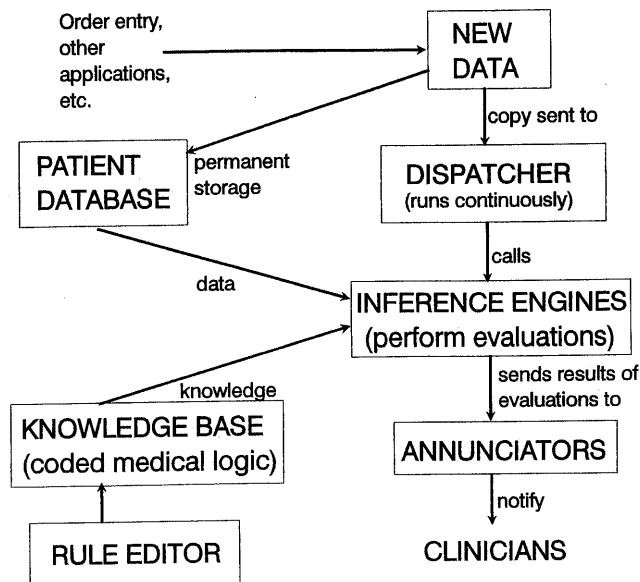 Order entry,
other
applications,
etc.
NEW
DATA
copy sent to
permanent
storage
PATIENT
DATABASE
DISPATCHER
(runs continuously)
calls
data
INFERENCE ENGINES
(perform evaluations)
knowledge
sends results of
evaluations to
KNOWLEDGE BASE
(coded medical logic)
ANNUNCIATORS
notify
RULE EDITOR
CLINICIANS